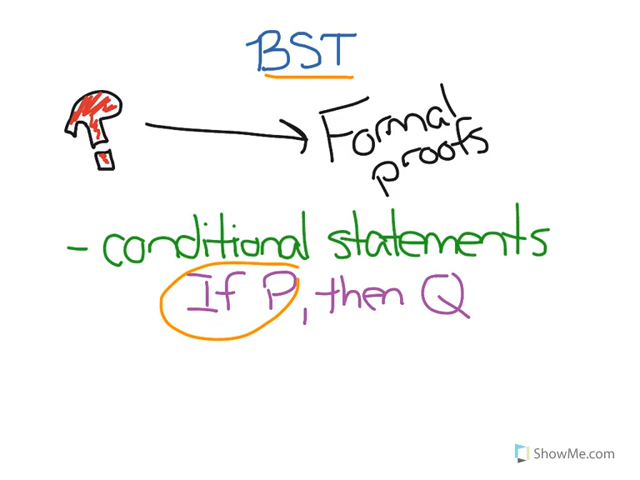 BST
?
Formal
proofs
- conditional statements
If P, then Q
ShowMe.com